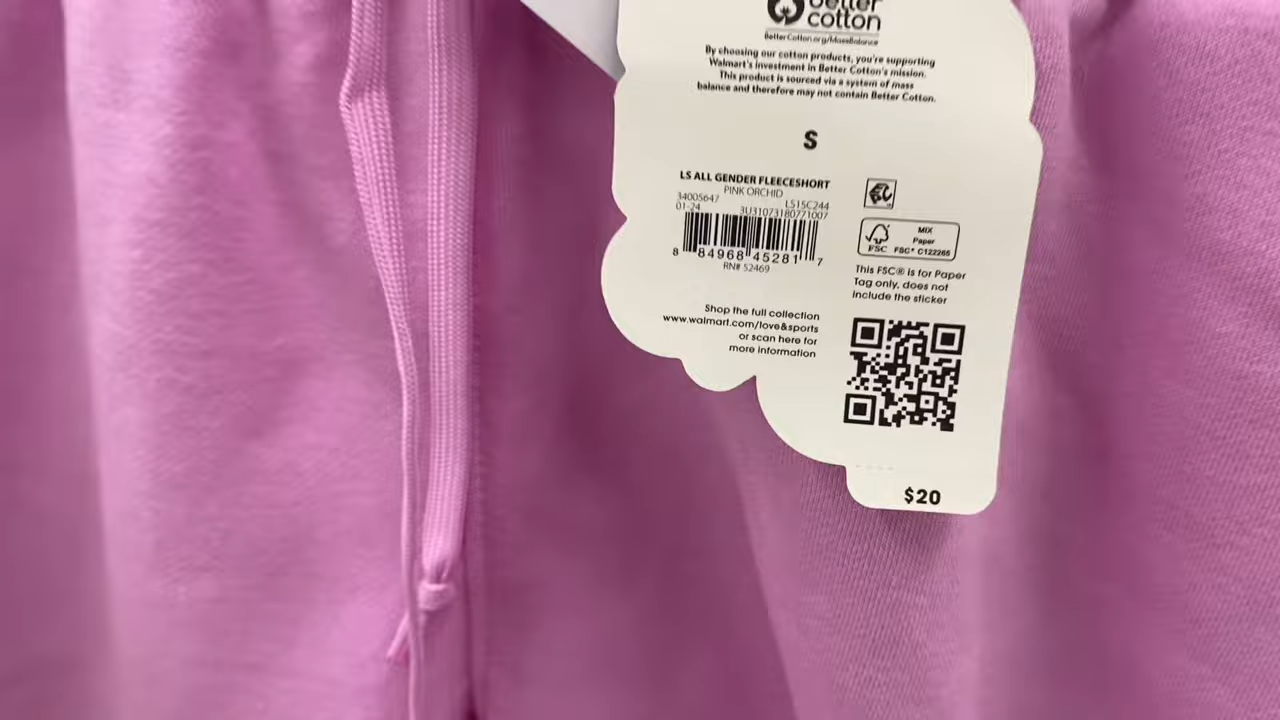 better
cotton
BetterCotton.org/MassBalance
By choosing our cotton products, you're supporting
Walmart's investment in Better Cotton's mission.
This product is sourced via a system of mass
balance and therefore may not contain Better Cotton.
S
LS ALL GENDER FLEECESHORT
PINK ORCHID
34005647 LS15C244
01-24 3U31073180771007
8 84968 45281 7
RN# 52469
Shop the full collection
www.walmart.com/love&sports
or scan here for
more information
FSC
MIX
Paper
FSC® C122265
This FSC® is for Paper
Tag only, does not
include the sticker
$20